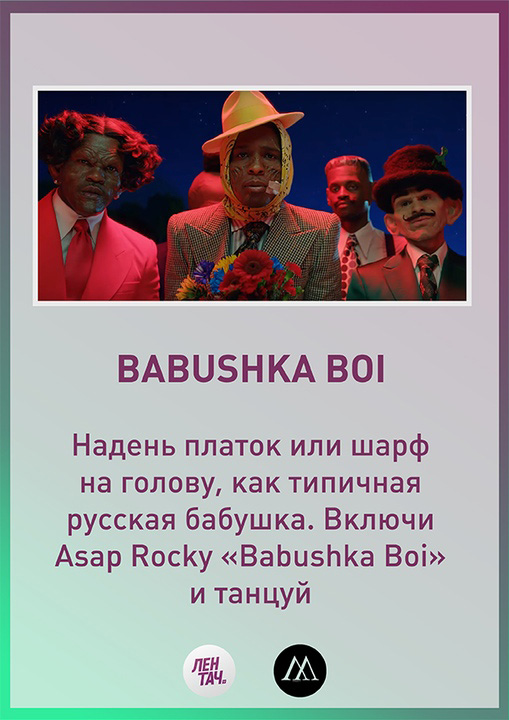 BABUSHKA BOI
Надень платок или шарф
на голову, как типичная
русская бабушка. Включи
Asap Rocky «Babushka Boi»
и танцуй
ЛЕН
ТАЧ